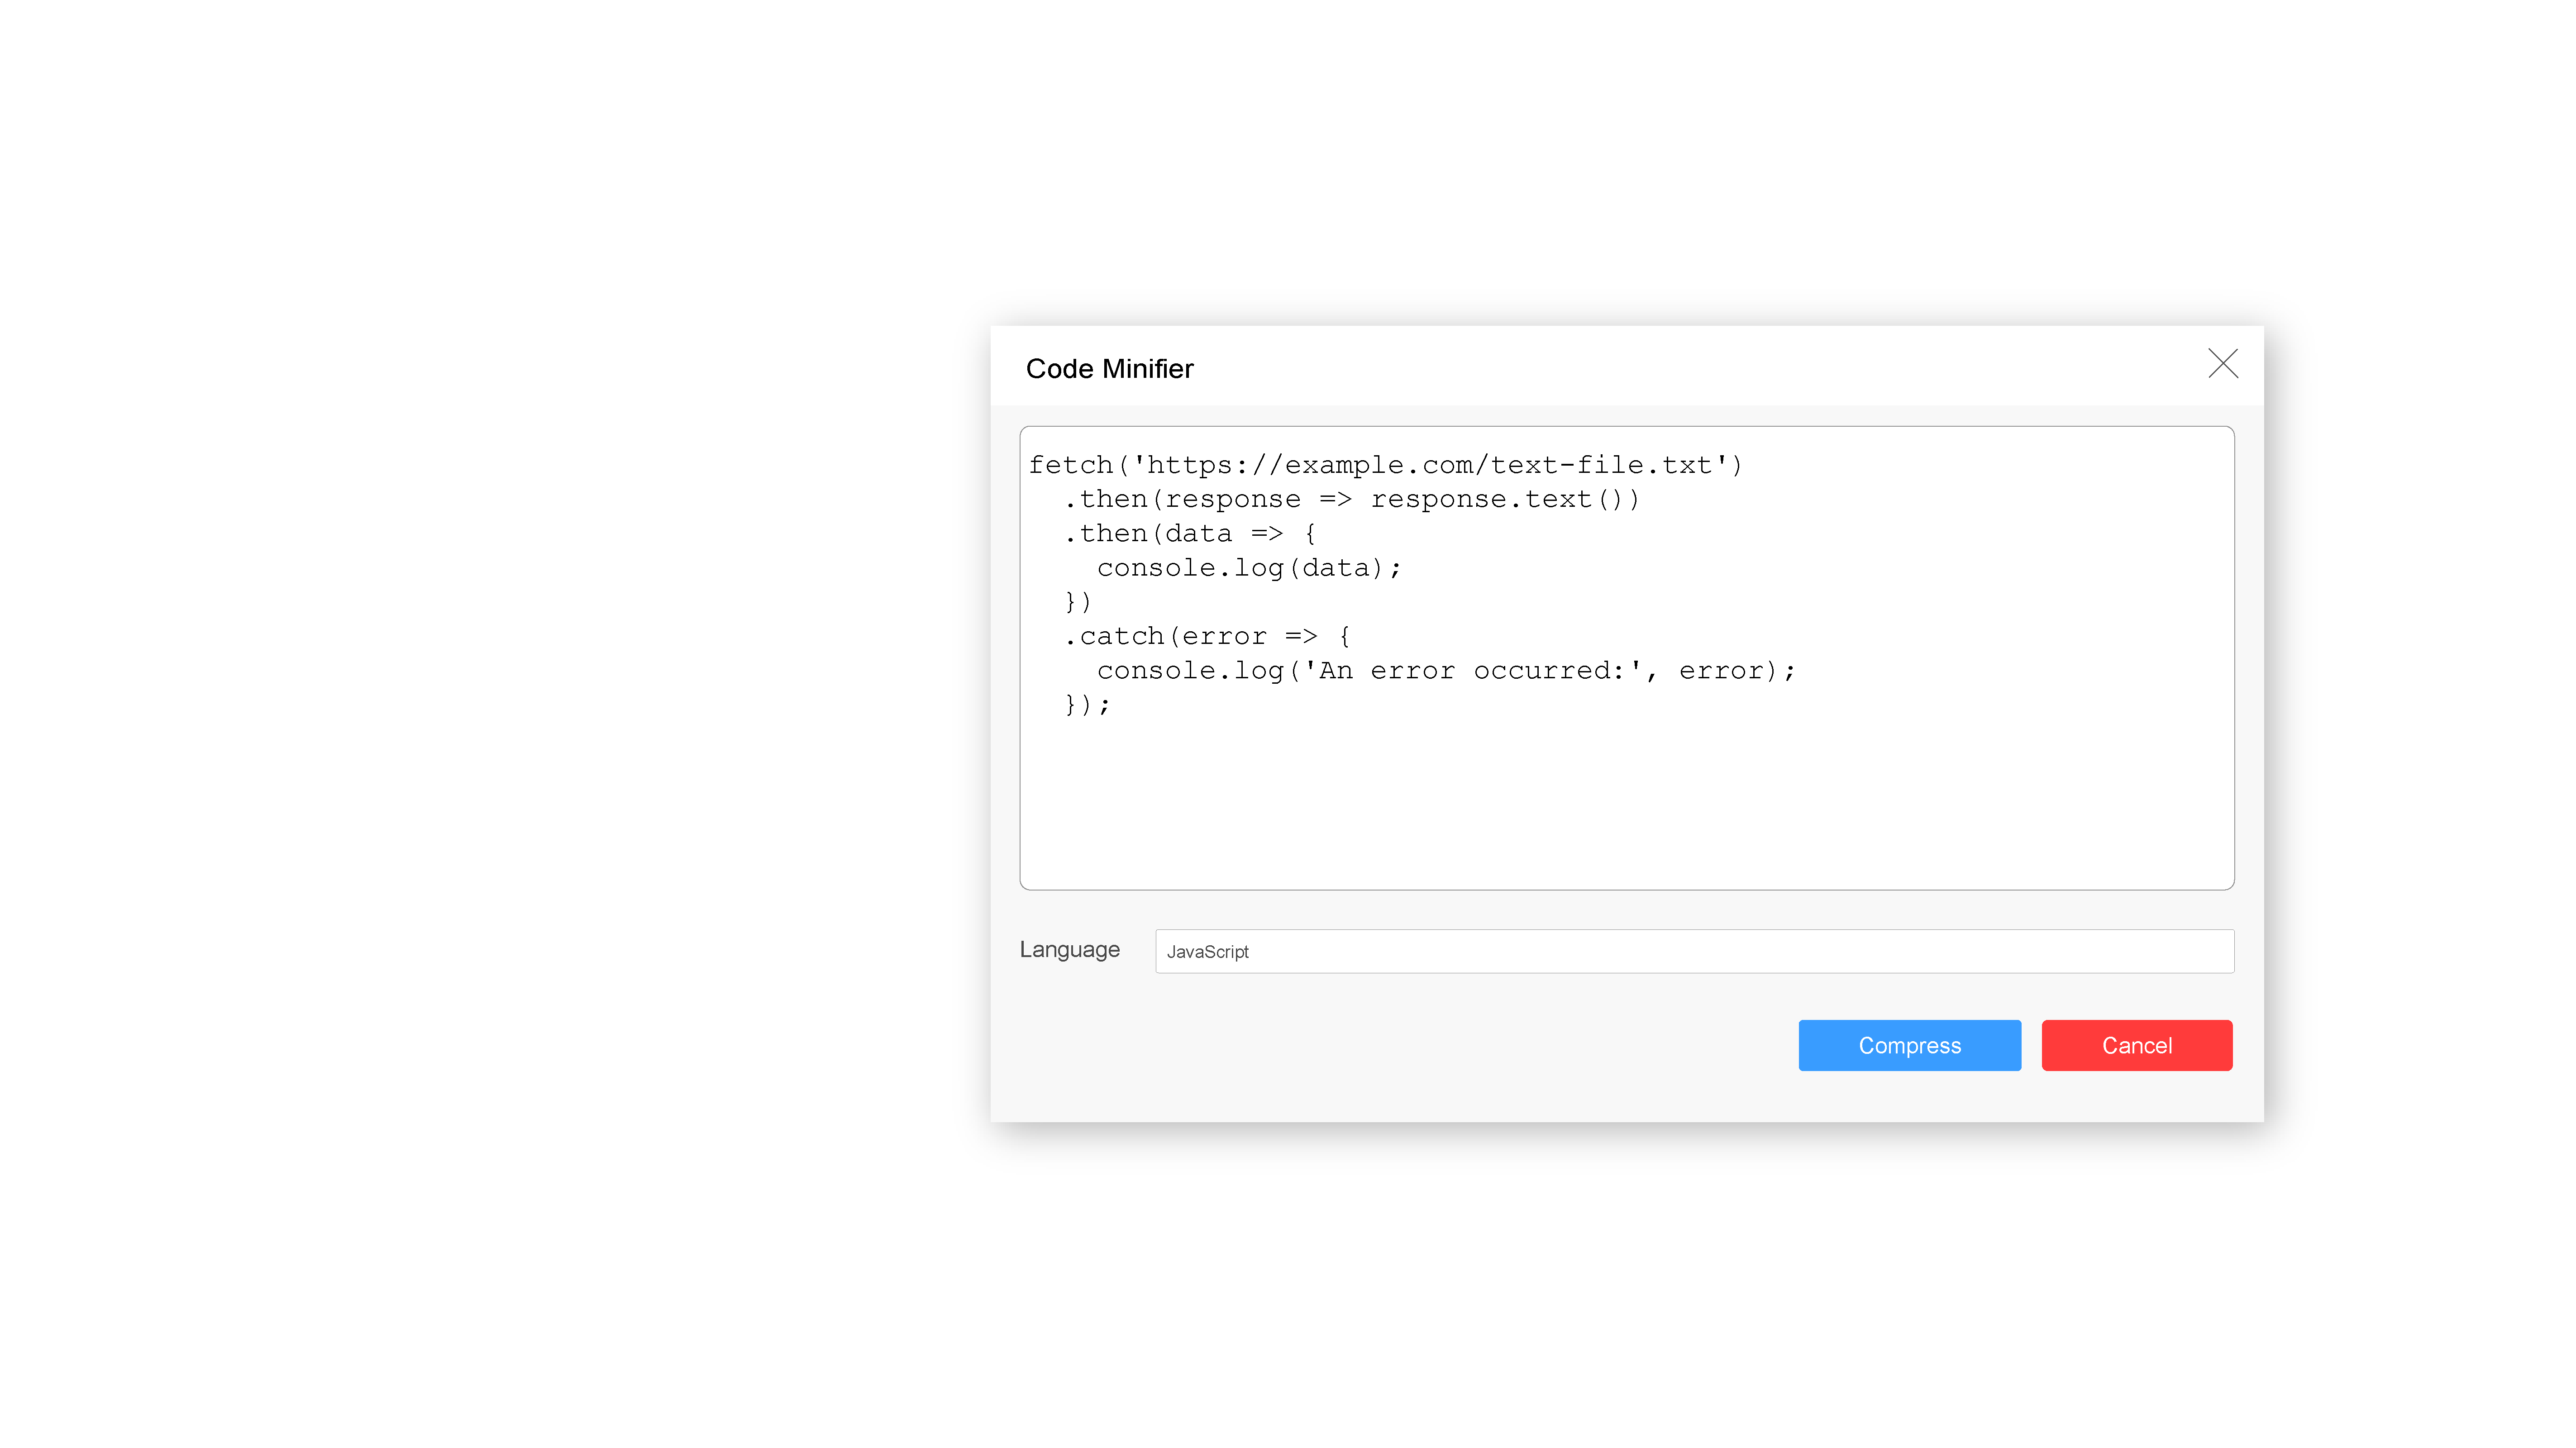 Code Minifier
fetch('https://example.com/text-file.txt')
  .then(response => response.text())
  .then(data => {
    console.log(data);
  })
  .catch(error => {
    console.log('An error occurred:', error);
  });
Language
JavaScript
Compress
Cancel